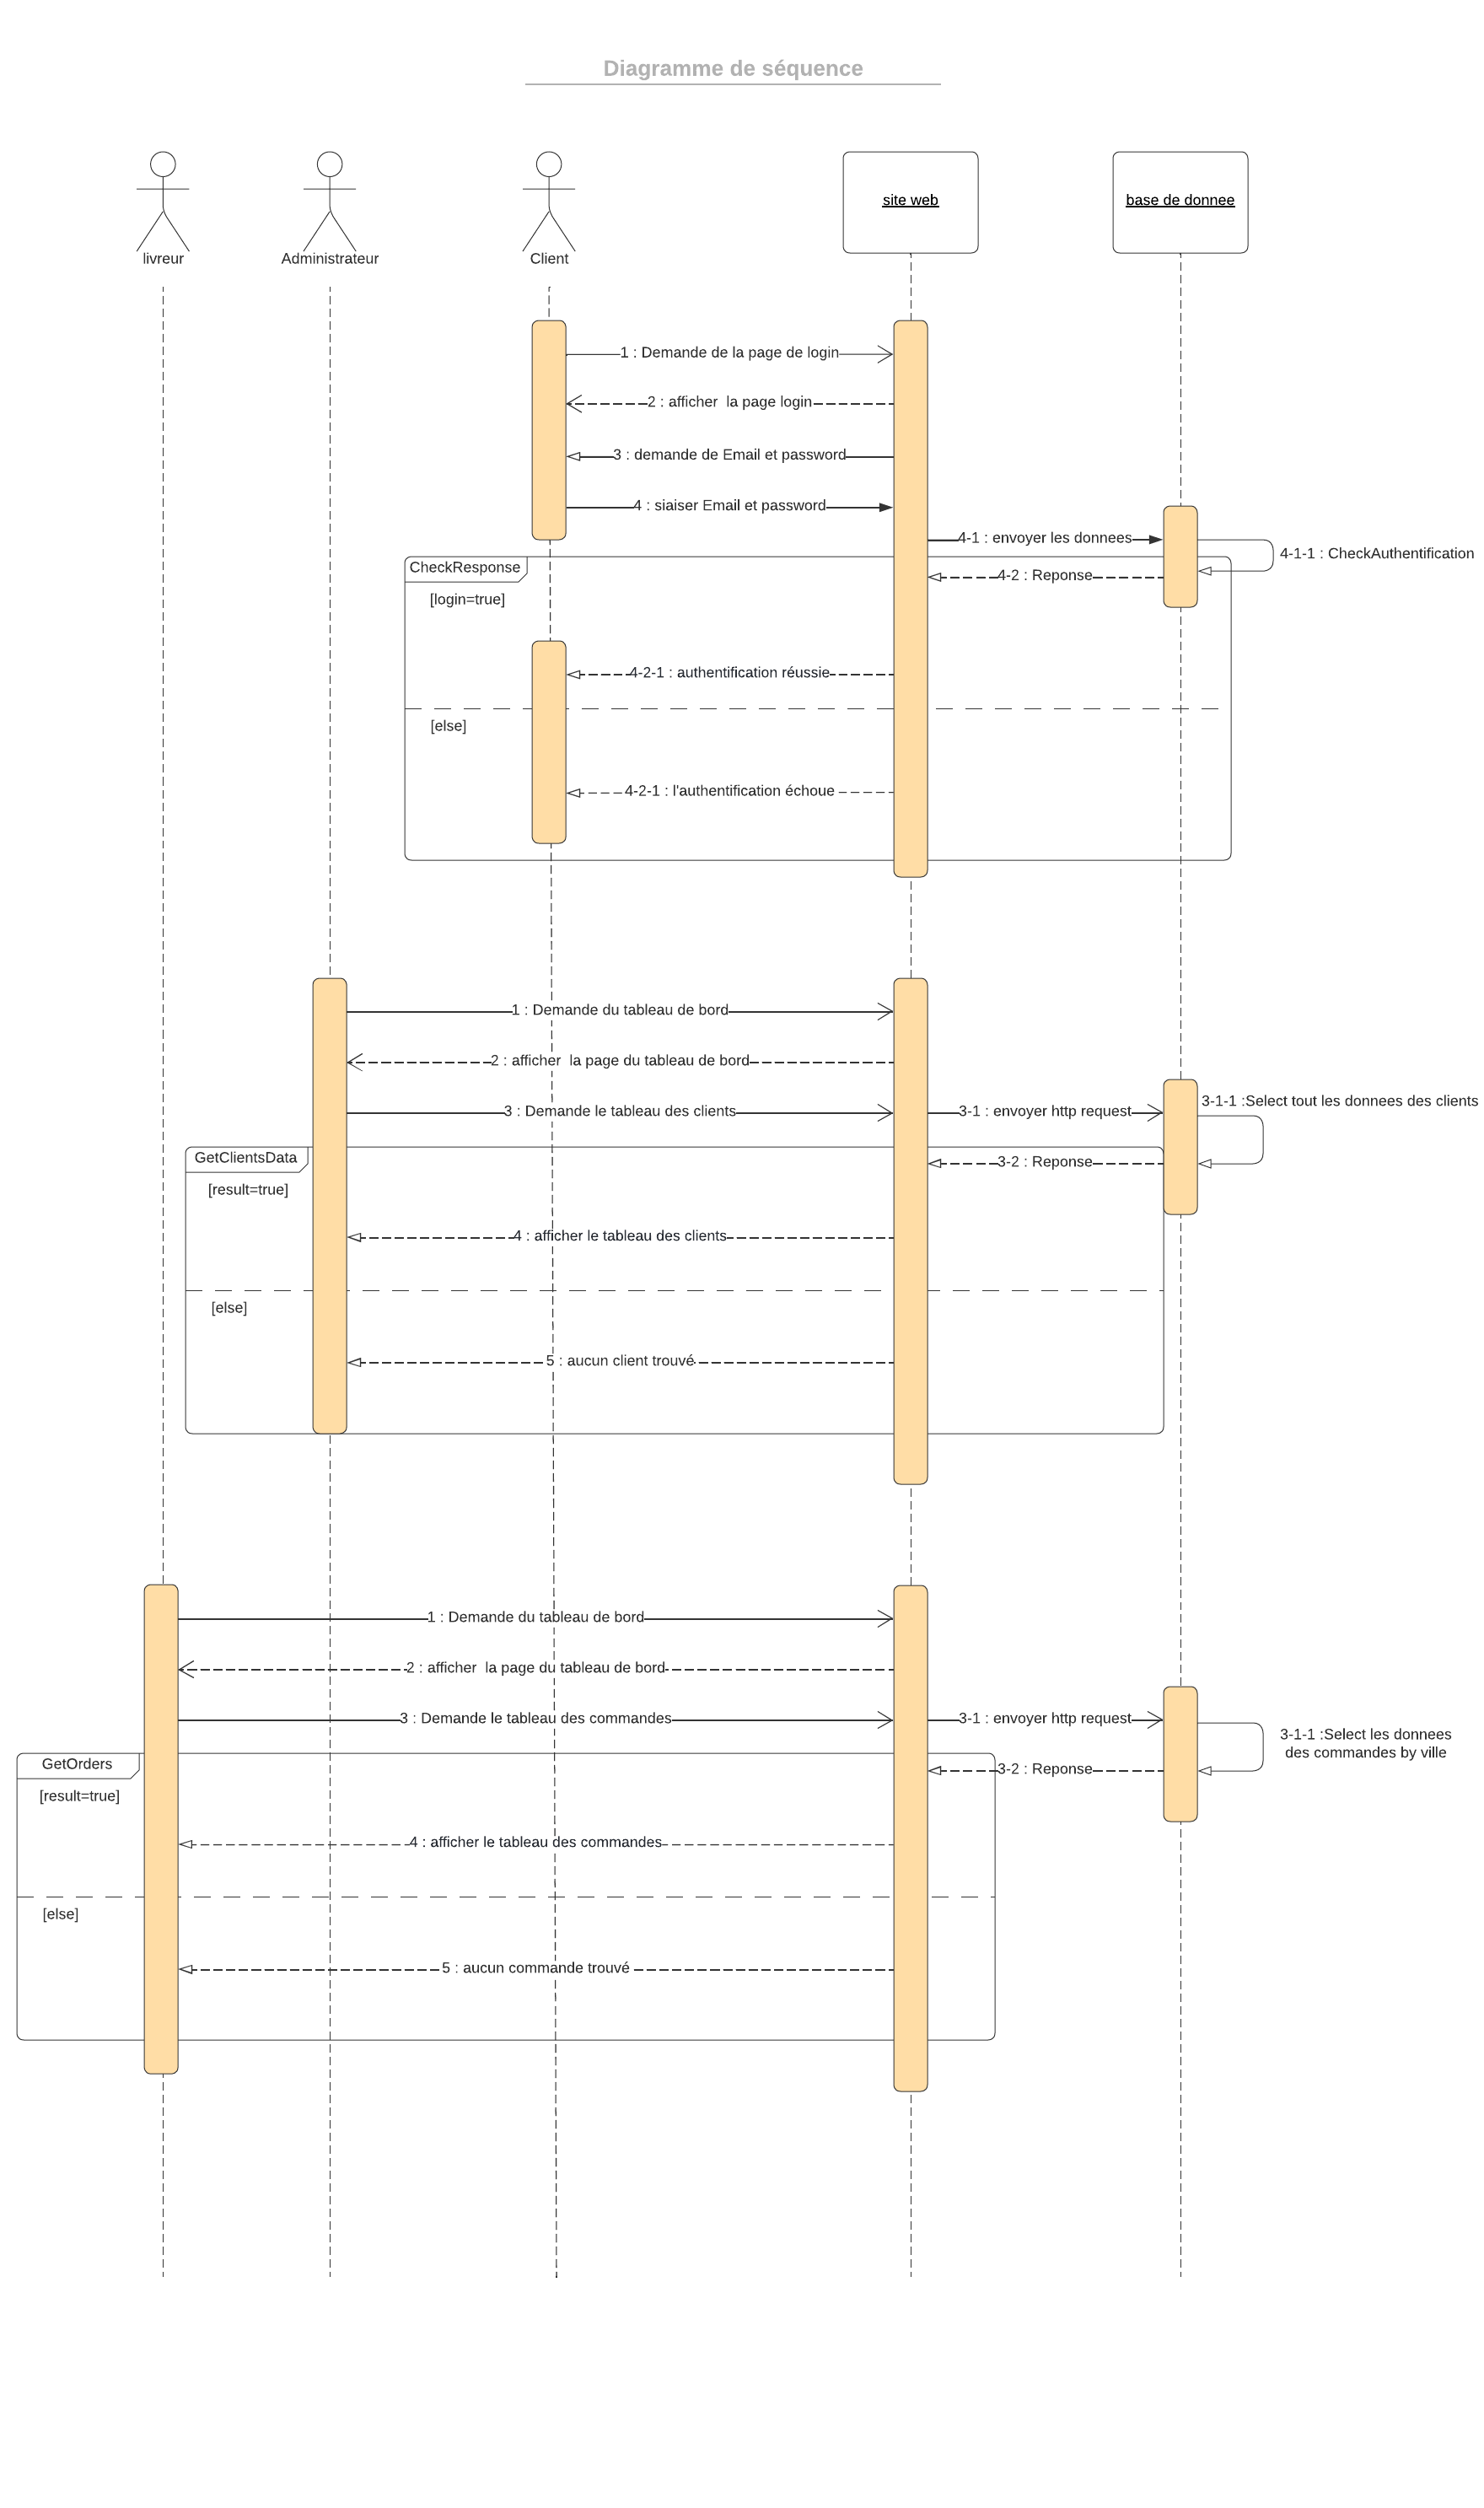 Diagramme de séquence
livreur
Administrateur
Client
site web
base de donnee
1 : Demande de la page de login
2 : afficher  la page login
3 : demande de Email et password
4 : siaiser Email et password
4-1 : envoyer les donnees
4-1-1 : CheckAuthentification
CheckResponse
4-2 : Reponse
[login=true]
4-2-1 : authentification réussie
[else]
4-2-1 : l'authentification échoue
1 : Demande du tableau de bord
2 : afficher  la page du tableau de bord
3 : Demande le tableau des clients
3-1 : envoyer http request
3-1-1 :Select tout les donnees des clients
GetClientsData
3-2 : Reponse
[result=true]
4 : afficher le tableau des clients
[else]
5 : aucun client trouvé
1 : Demande du tableau de bord
2 : afficher  la page du tableau de bord
3 : Demande le tableau des commandes
3-1 : envoyer http request
3-1-1 :Select les donnees
des commandes by ville
GetOrders
3-2 : Reponse
[result=true]
4 : afficher le tableau des commandes
[else]
5 : aucun commande trouvé